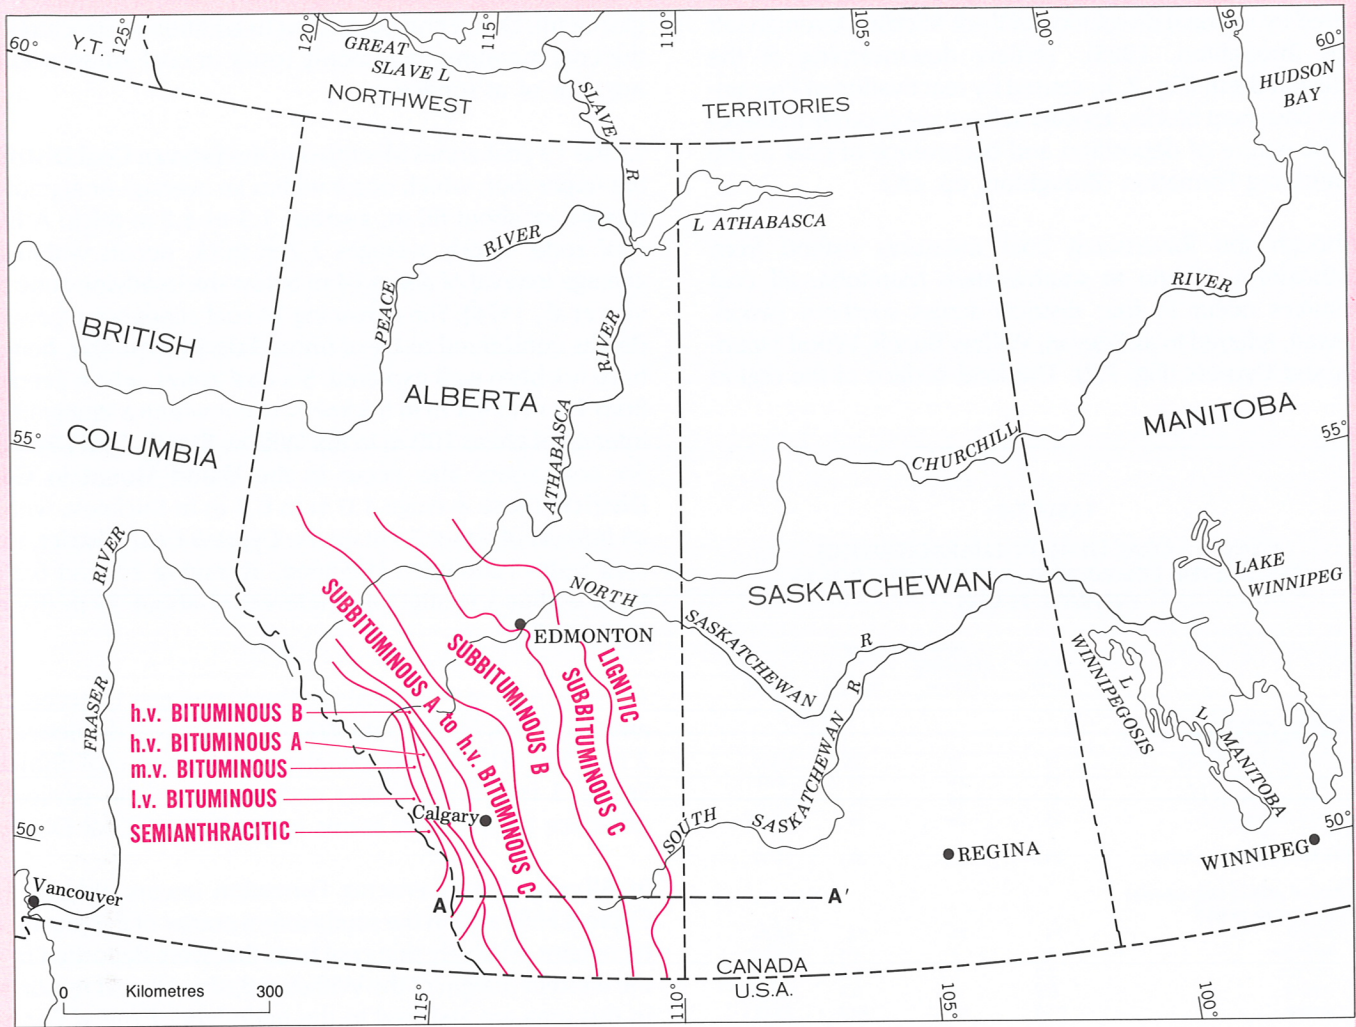 125°
120°
115°
110°
105°
100°
95°
60°
Y.T.
60°
GREAT
SLAVE L
NORTHWEST
TERRITORIES
HUDSON
BAY
SLAVE
R
L ATHABASCA
RIVER
PEACE
RIVER
RIVER
BRITISH
ALBERTA
MANITOBA
55°
COLUMBIA
ATHABASCA
CHURCHILL
55°
RIVER
FRASER
SASKATCHEWAN
LAKE
WINNIPEG
NORTH
SASKATCHEWAN
EDMONTON
R
R
SUBBITUMINOUS A to h.v. BITUMINOUS C
SUBBITUMINOUS B
SUBBITUMINOUS C
LIGNITIC
WINNIPEGOSIS
L
L
MANITOBA
h.v. BITUMINOUS B
h.v. BITUMINOUS A
m.v. BITUMINOUS
l.v. BITUMINOUS
SEMIANTHRACITIC
Calgary
SOUTH
SASKATCHEWAN
50°
50°
REGINA
WINNIPEG
Vancouver
A
A'
CANADA
U.S.A.
0 Kilometres 300
115°
110°
105°
100°